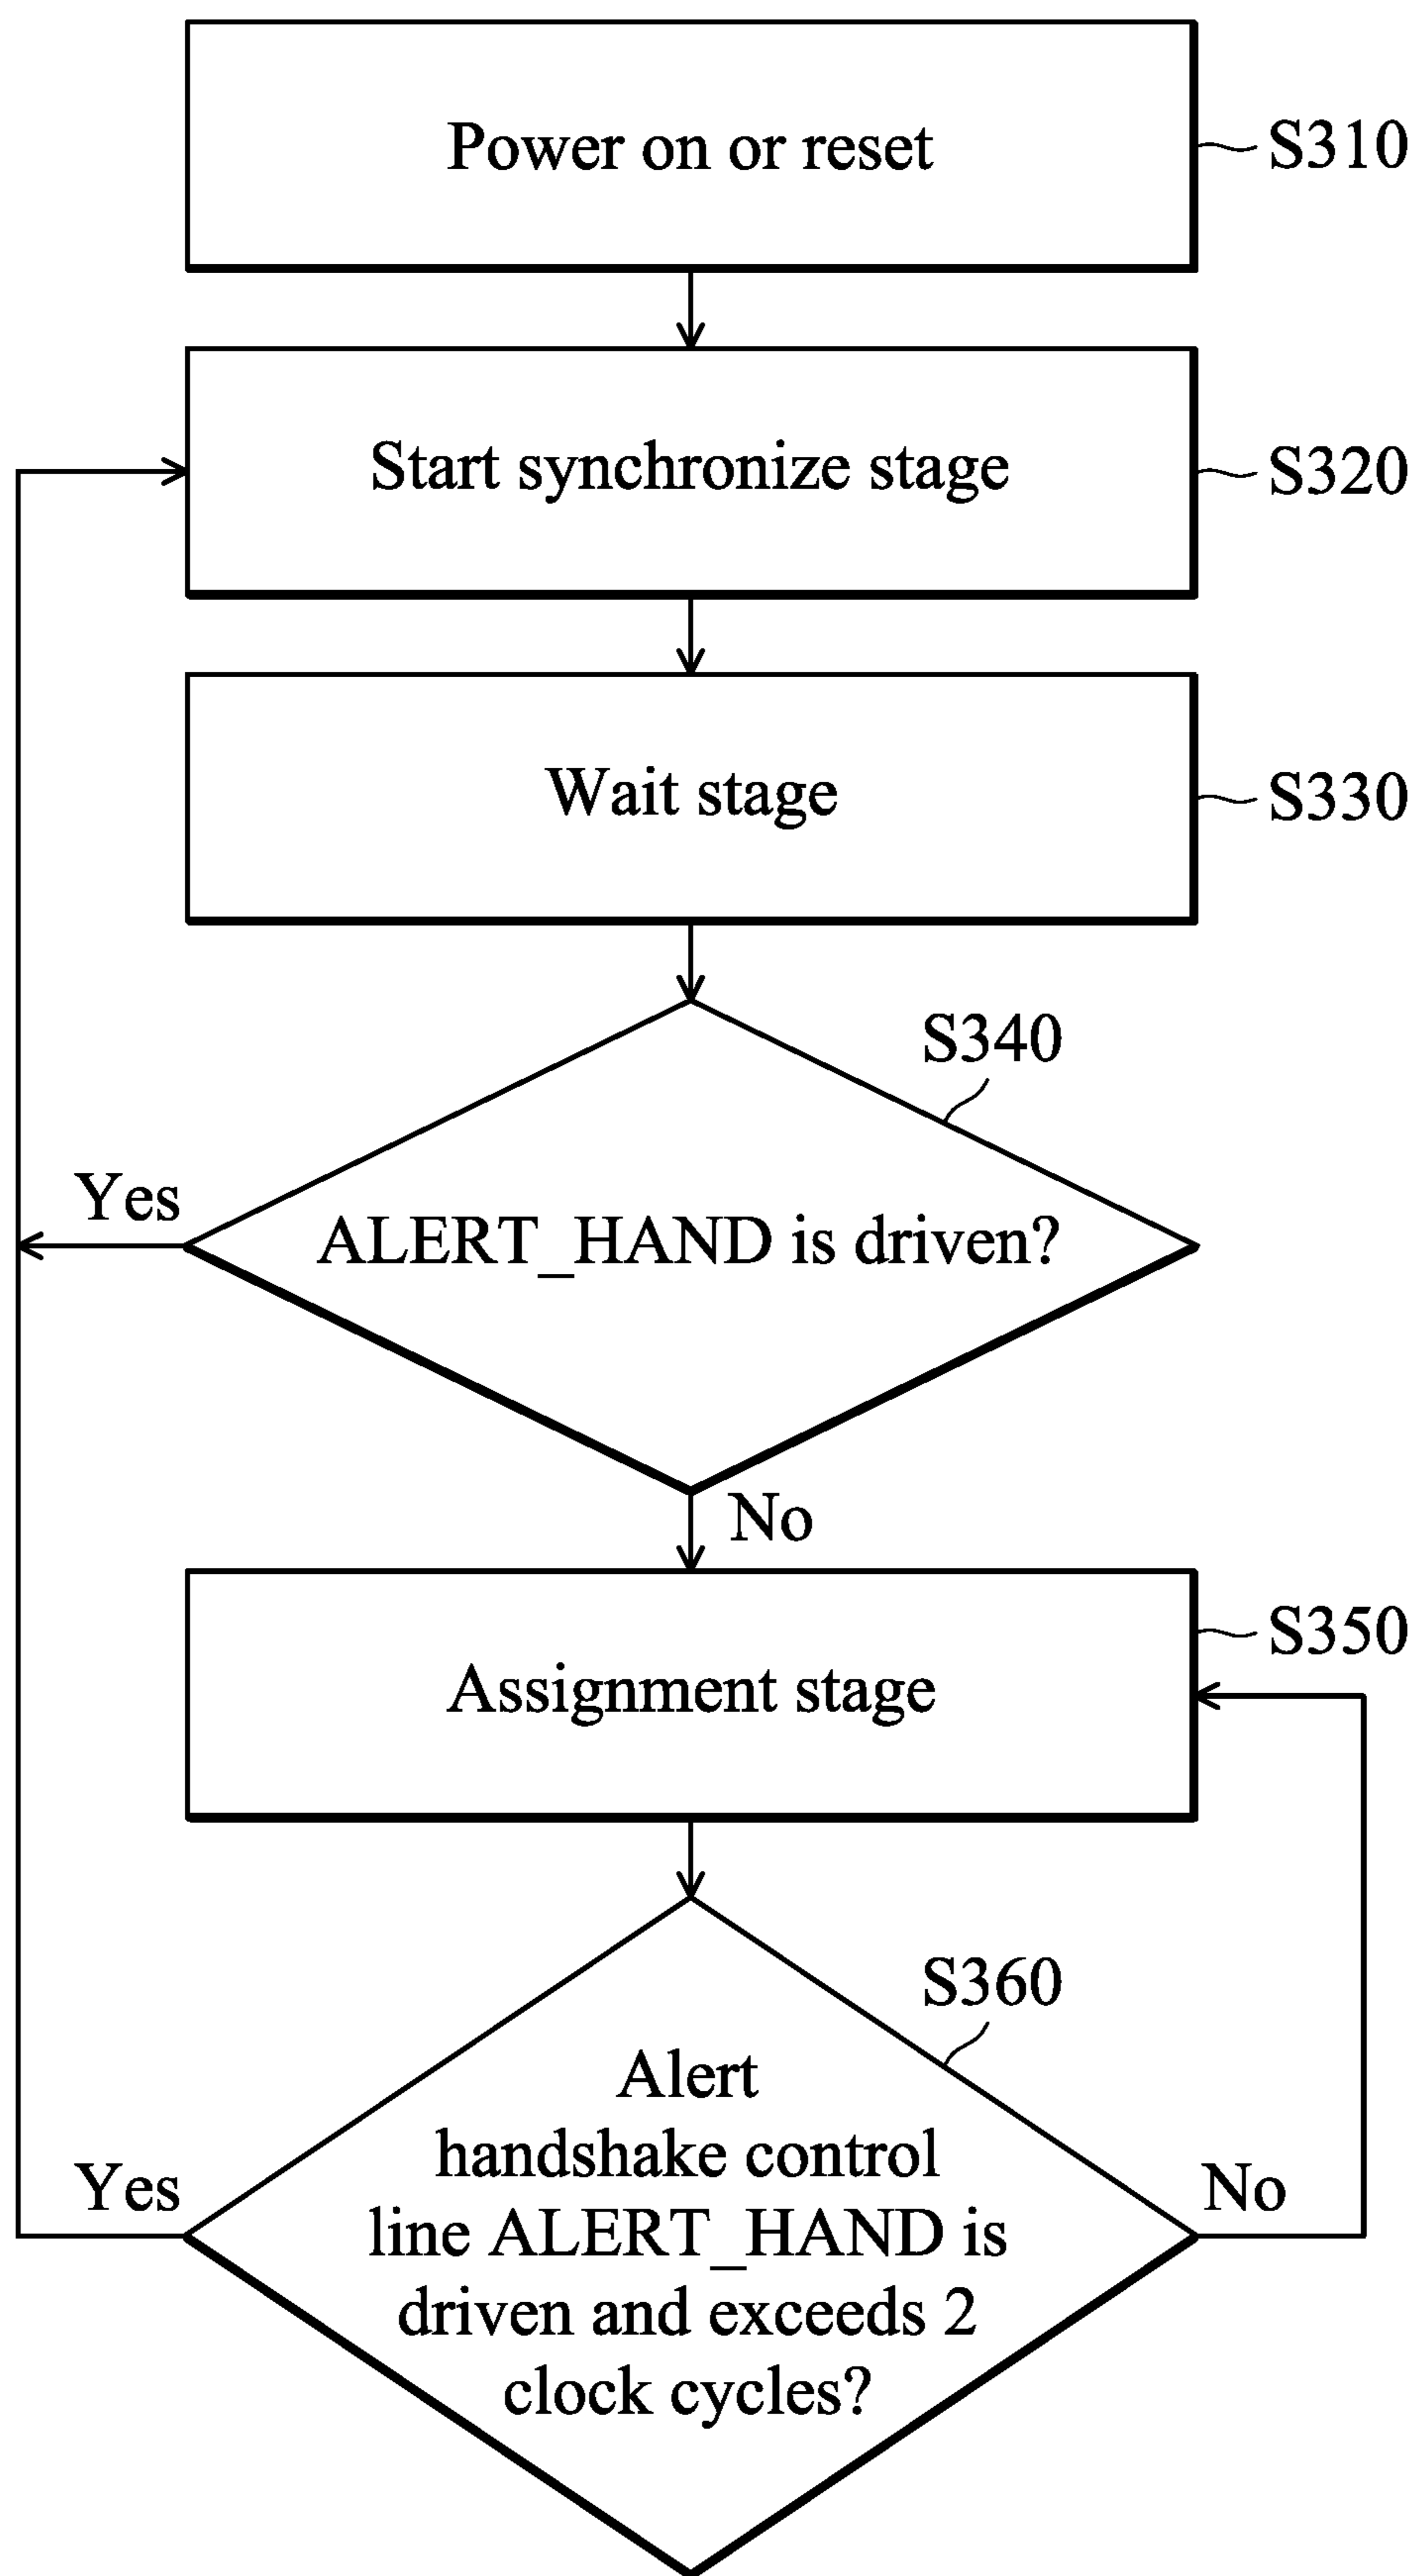 Power on or reset
S310
Start synchronize stage
S320
Wait stage
S330
S340
Yes
ALERT_HAND is driven?
No
S350
Assignment stage
S360
Alert
handshake control
Yes
No
line ALERT_HAND is
driven and exceeds 2
clock cycles?